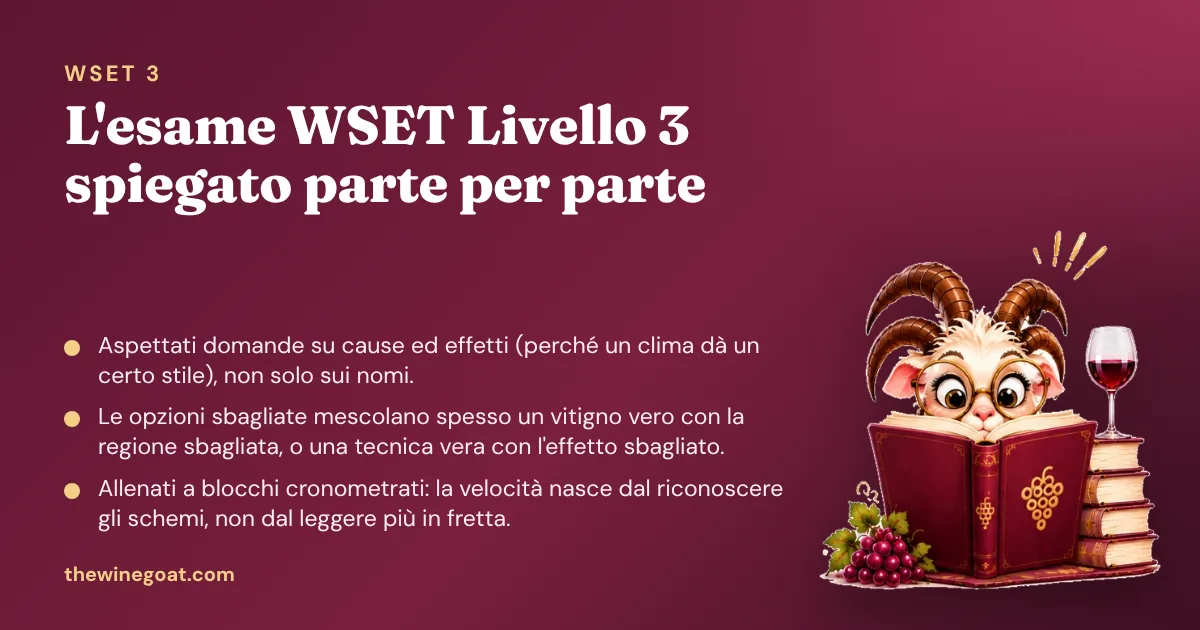 WSET 3
L'esame WSET Livello 3
spiegato parte per parte
Aspettati domande su cause ed effetti (perché un clima dà un
certo stile), non solo sui nomi.
Le opzioni sbagliate mescolano spesso un vitigno vero con la
regione sbagliata, o una tecnica vera con l'effetto sbagliato.
Allenati a blocchi cronometrati: la velocità nasce dal riconoscere
gli schemi, non dal leggere più in fretta.
thewinegoat.com